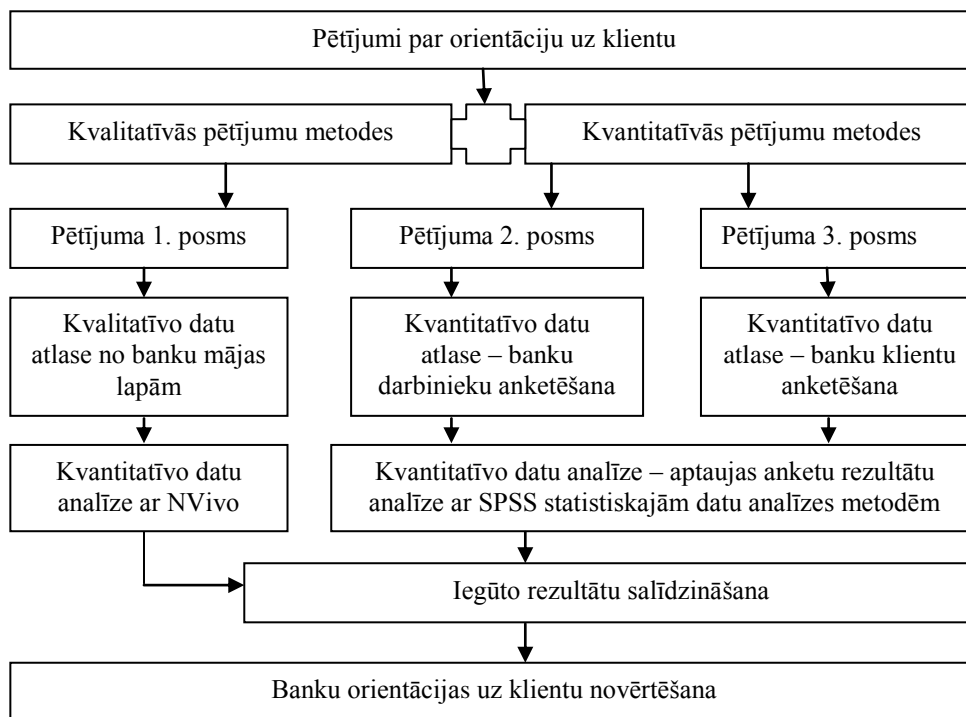 Pētījumi par orientāciju uz klientu
Kvalitatīvās pētījumu metodes
Kvantitatīvās pētījumu metodes
Pētījuma 1. posms
Pētījuma 2. posms
Pētījuma 3. posms
Kvalitatīvo datu
atlase no banku mājas
lapām
Kvantitatīvo datu
atlase – banku
darbinieku anketēšana
Kvantitatīvo datu
atlase – banku klientu
anketēšana
Kvantitatīvo datu
analīze ar NVivo
Kvantitatīvo datu analīze – aptaujas anketu rezultātu
analīze ar SPSS statistiskajām datu analīzes metodēm
Iegūto rezultātu salīdzināšana
Banku orientācijas uz klientu novērtēšana